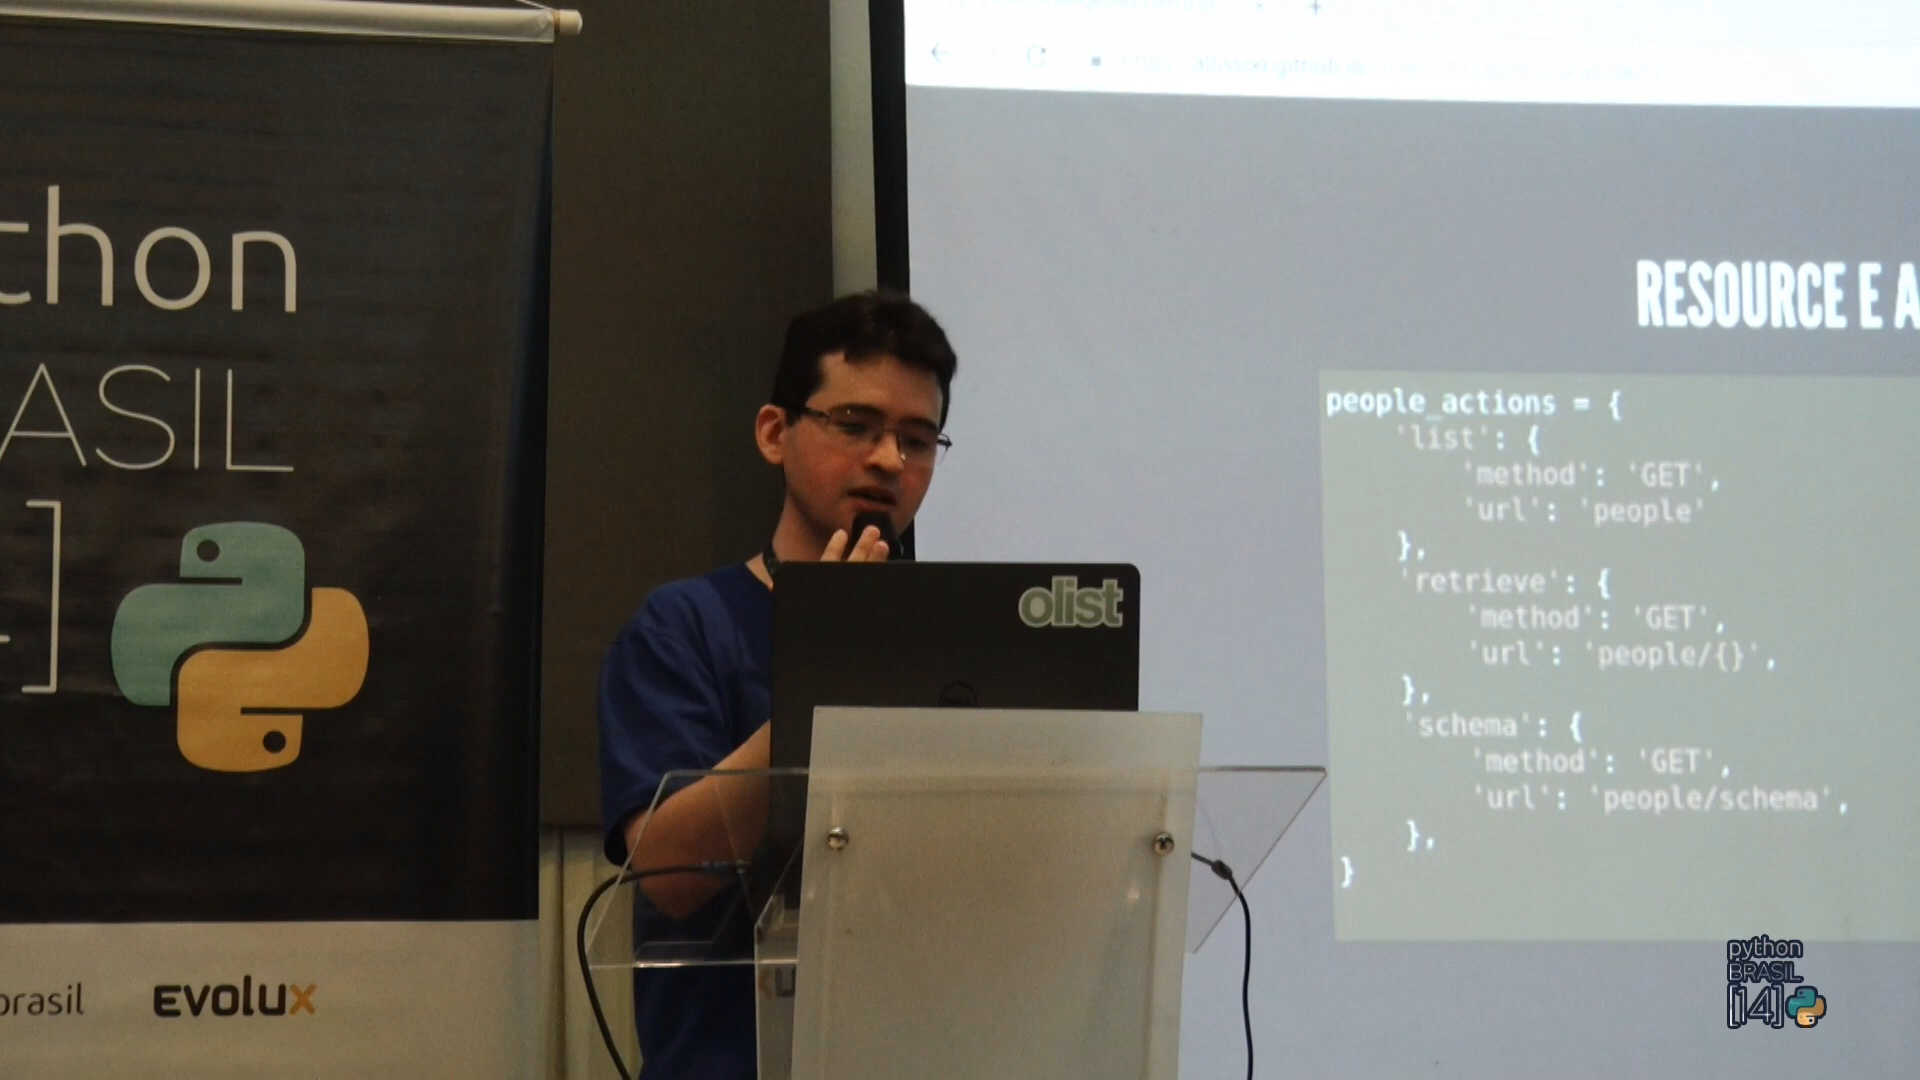 thon
ASIL
]
brasil
evolux
olist
RESOURCE E A
people_actions = {
'list': {
'method': 'GET',
'url': 'people'
},
'retrieve': {
'method': 'GET',
'url': 'people/{}',
},
'schema': {
'method': 'GET',
'url': 'people/schema',
},
}
python
BRASIL
[14]